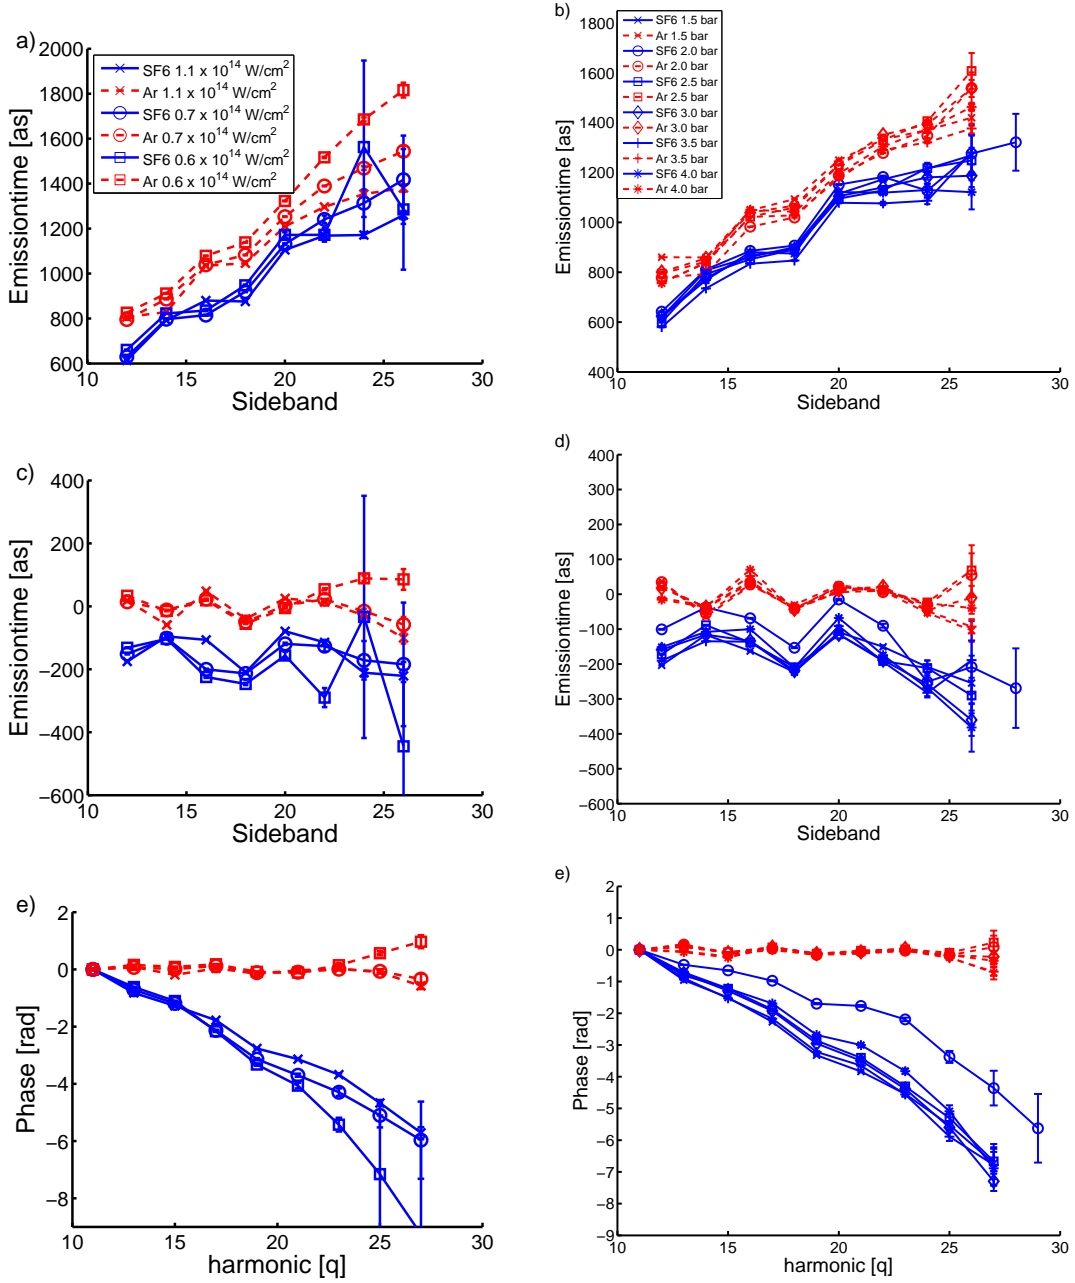 a)
2000
1800
1600
1400
1200
1000
800
600
10
15
20
25
30
Emissiontime [as]
Sideband
SF6 1.1 x 10^14 W/cm^2
Ar 1.1 x 10^14 W/cm^2
SF6 0.7 x 10^14 W/cm^2
Ar 0.7 x 10^14 W/cm^2
SF6 0.6 x 10^14 W/cm^2
Ar 0.6 x 10^14 W/cm^2
b)
1800
1600
1400
1200
1000
800
600
400
10
15
20
25
30
Emissiontime [as]
Sideband
SF6 1.5 bar
Ar 1.5 bar
SF6 2.0 bar
Ar 2.0 bar
SF6 2.5 bar
Ar 2.5 bar
SF6 3.0 bar
Ar 3.0 bar
SF6 3.5 bar
Ar 3.5 bar
SF6 4.0 bar
Ar 4.0 bar
c)
400
200
0
−200
−400
−600
10
15
20
25
30
Emissiontime [as]
Sideband
d)
400
300
200
100
0
−100
−200
−300
−400
−500
−600
10
15
20
25
30
Emissiontime [as]
Sideband
e)
2
0
−2
−4
−6
−8
10
15
20
25
30
Phase [rad]
harmonic [q]
e)
2
1
0
−1
−2
−3
−4
−5
−6
−7
−8
−9
10
15
20
25
30
Phase [rad]
harmonic [q]